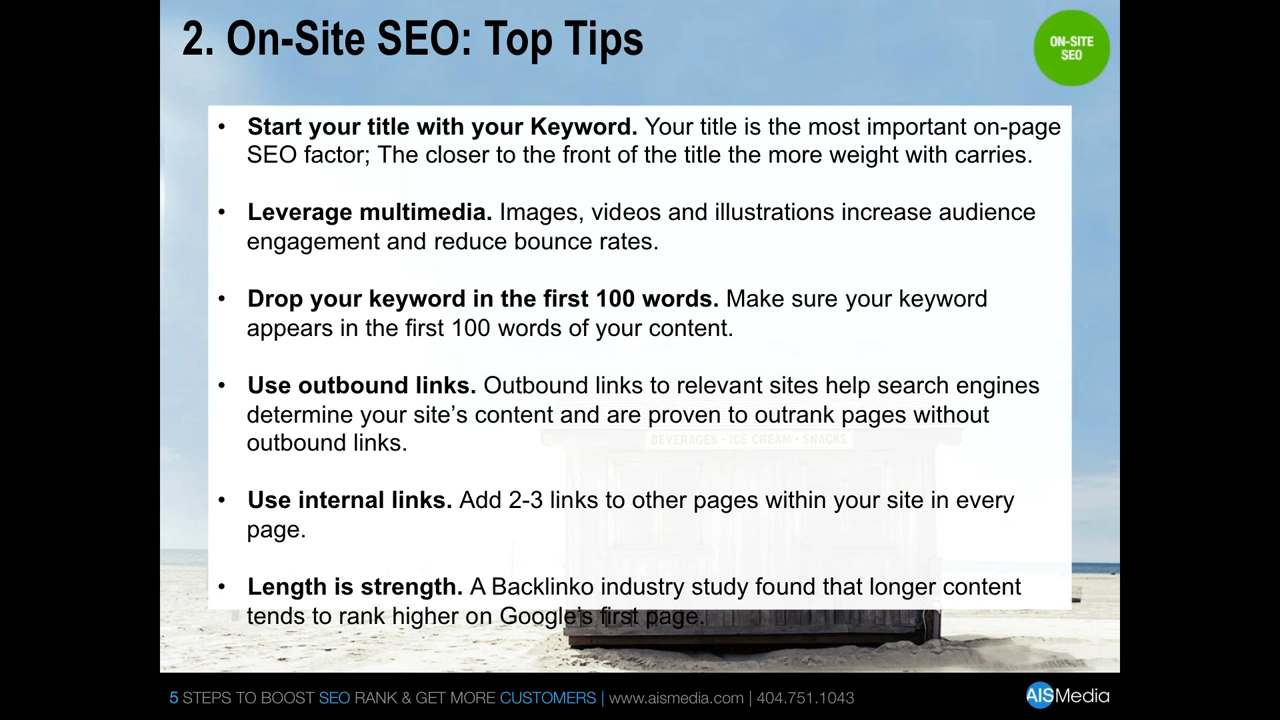 2. On-Site SEO: Top Tips
ON-SITE
SEO
• Start your title with your Keyword. Your title is the most important on-page
SEO factor; The closer to the front of the title the more weight with carries.
• Leverage multimedia. Images, videos and illustrations increase audience
engagement and reduce bounce rates.
• Drop your keyword in the first 100 words. Make sure your keyword
appears in the first 100 words of your content.
• Use outbound links. Outbound links to relevant sites help search engines
determine your site’s content and are proven to outrank pages without
outbound links.
BEVERAGES • ICE CREAM • SNACKS
• Use internal links. Add 2-3 links to other pages within your site in every
page.
• Length is strength. A Backlinko industry study found that longer content
tends to rank higher on Google’s first page.
5 STEPS TO BOOST SEO RANK & GET MORE CUSTOMERS | www.aismedia.com | 404.751.1043
AISMedia